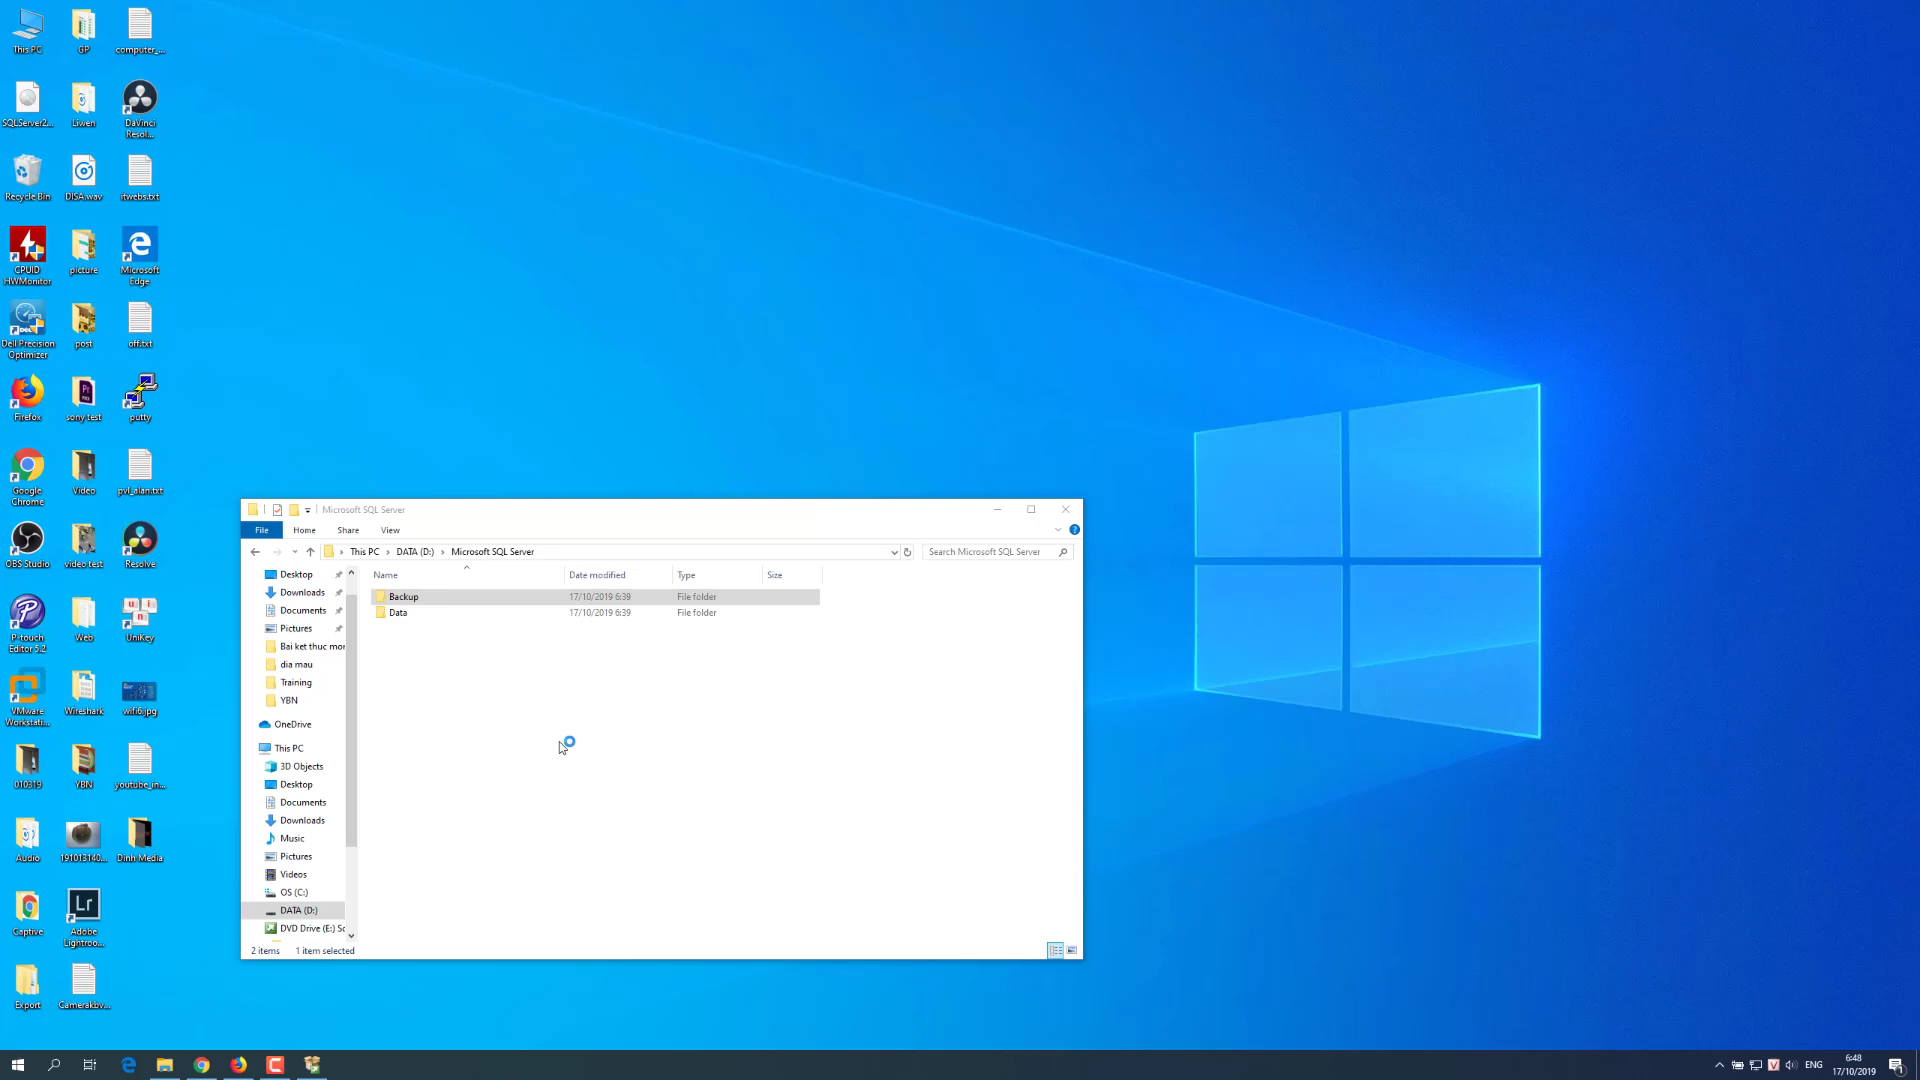 This PC
GP
computer_...
SQLServer2...
Liwen
DaVinci
Resol...
Recycle Bin
DISA.wav
itwebs.txt
CPUID
HWMonitor
picture
Microsoft
Edge
Dell Precision
Optimizer
post
off.txt
Firefox
sony test
putty
Google
Chrome
Video
pvl_alan.txt
OBS Studio
video test
Resolve
P-touch
Editor 5.2
Web
UniKey
VMware
Workstati...
Wireshark
wifi6.jpg
010319
YBN
youtube_in...
Audio
191013140...
Dinh Media
Captive
Adobe
Lightroo...
Export
Camerakbv...
Microsoft SQL Server
File
Home
Share
View
This PC
DATA (D:)
Microsoft SQL Server
Search Microsoft SQL Server
Name
Date modified
Type
Size
Backup
17/10/2019 6:39
File folder
Data
17/10/2019 6:39
File folder
Desktop
Downloads
Documents
Pictures
Bai ket thuc mor
dia mau
Training
YBN
OneDrive
This PC
3D Objects
Desktop
Documents
Downloads
Music
Pictures
Videos
OS (C:)
DATA (D:)
DVD Drive (E:) Sc
2 items
1 item selected
ENG
6:48
17/10/2019